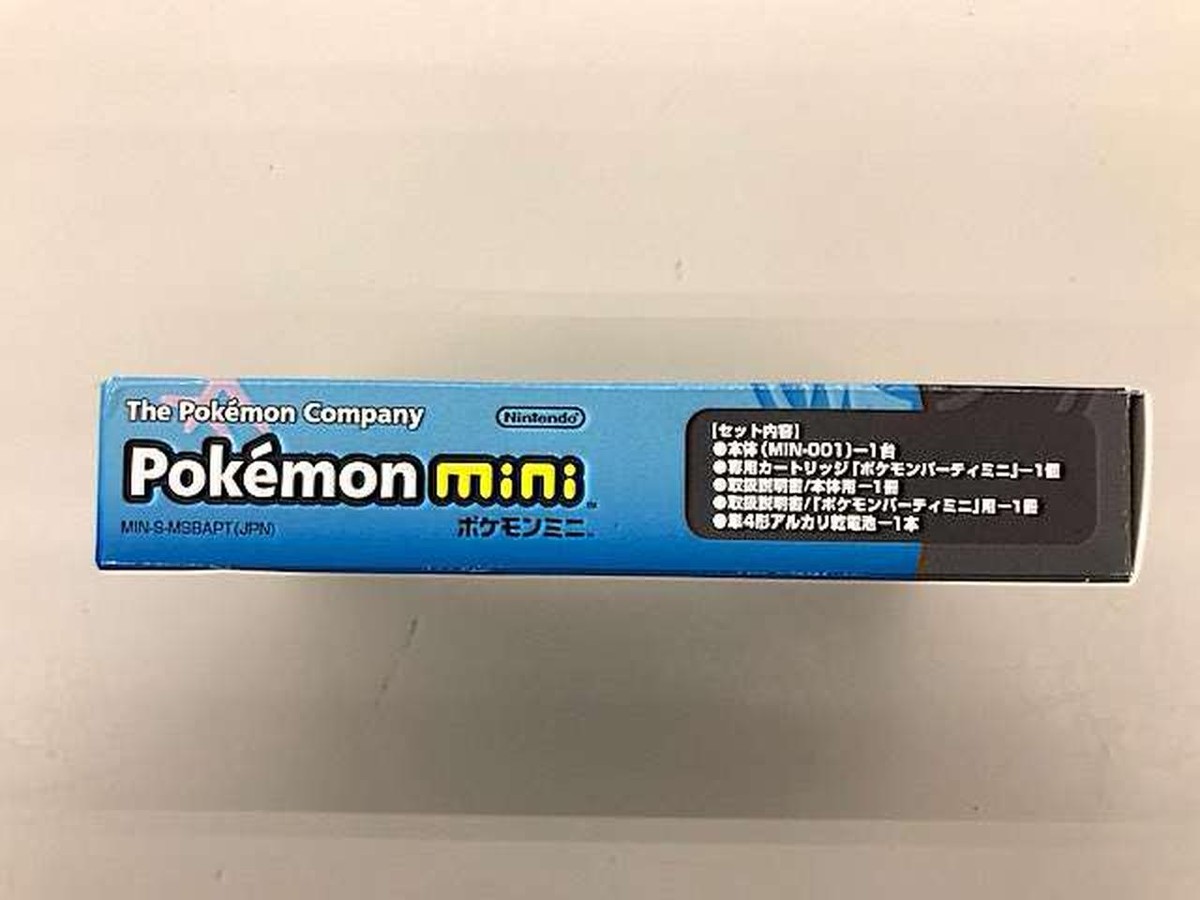 The Pokémon Company
Nintendo
Pokémon mini
MIN-S-MSBAPT(JPN)
ポケモンミニ
【セット内容】
●本体(MIN-001)ー1台
●専用カートリッジ「ポケモンパーティミニ」ー1個
●取扱説明書/本体用ー1冊
●取扱説明書/「ポケモンパーティミニ」用ー1冊
●単4形アルカリ乾電池ー1本